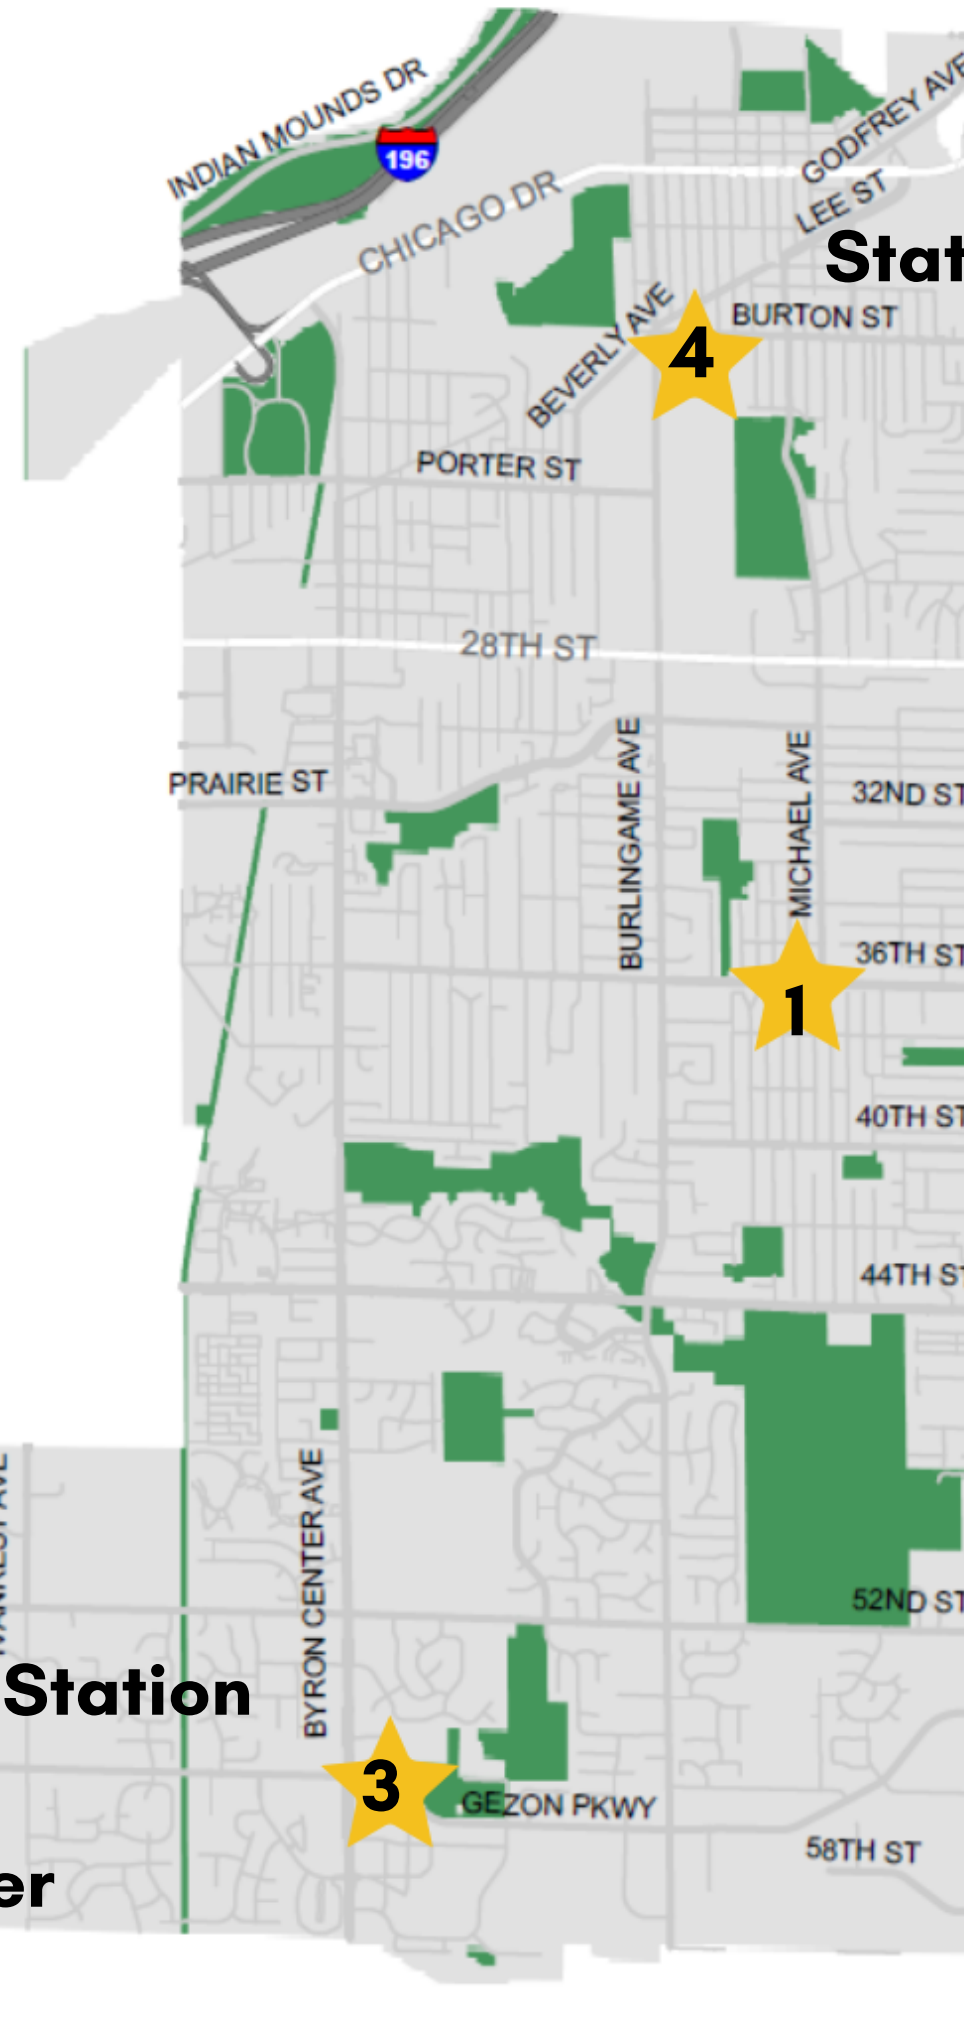 INDIAN MOUNDS DR
196
CHICAGO DR
GODFREY AVE
LEE ST
Stat
BURTON ST
BEVERLY AVE
4
PORTER ST
28TH ST
PRAIRIE ST
BURLINGAME AVE
MICHAEL AVE
32ND ST
36TH ST
1
40TH ST
44TH ST
BYRON CENTER AVE
52ND ST
Station
3
GEZON PKWY
58TH ST
er